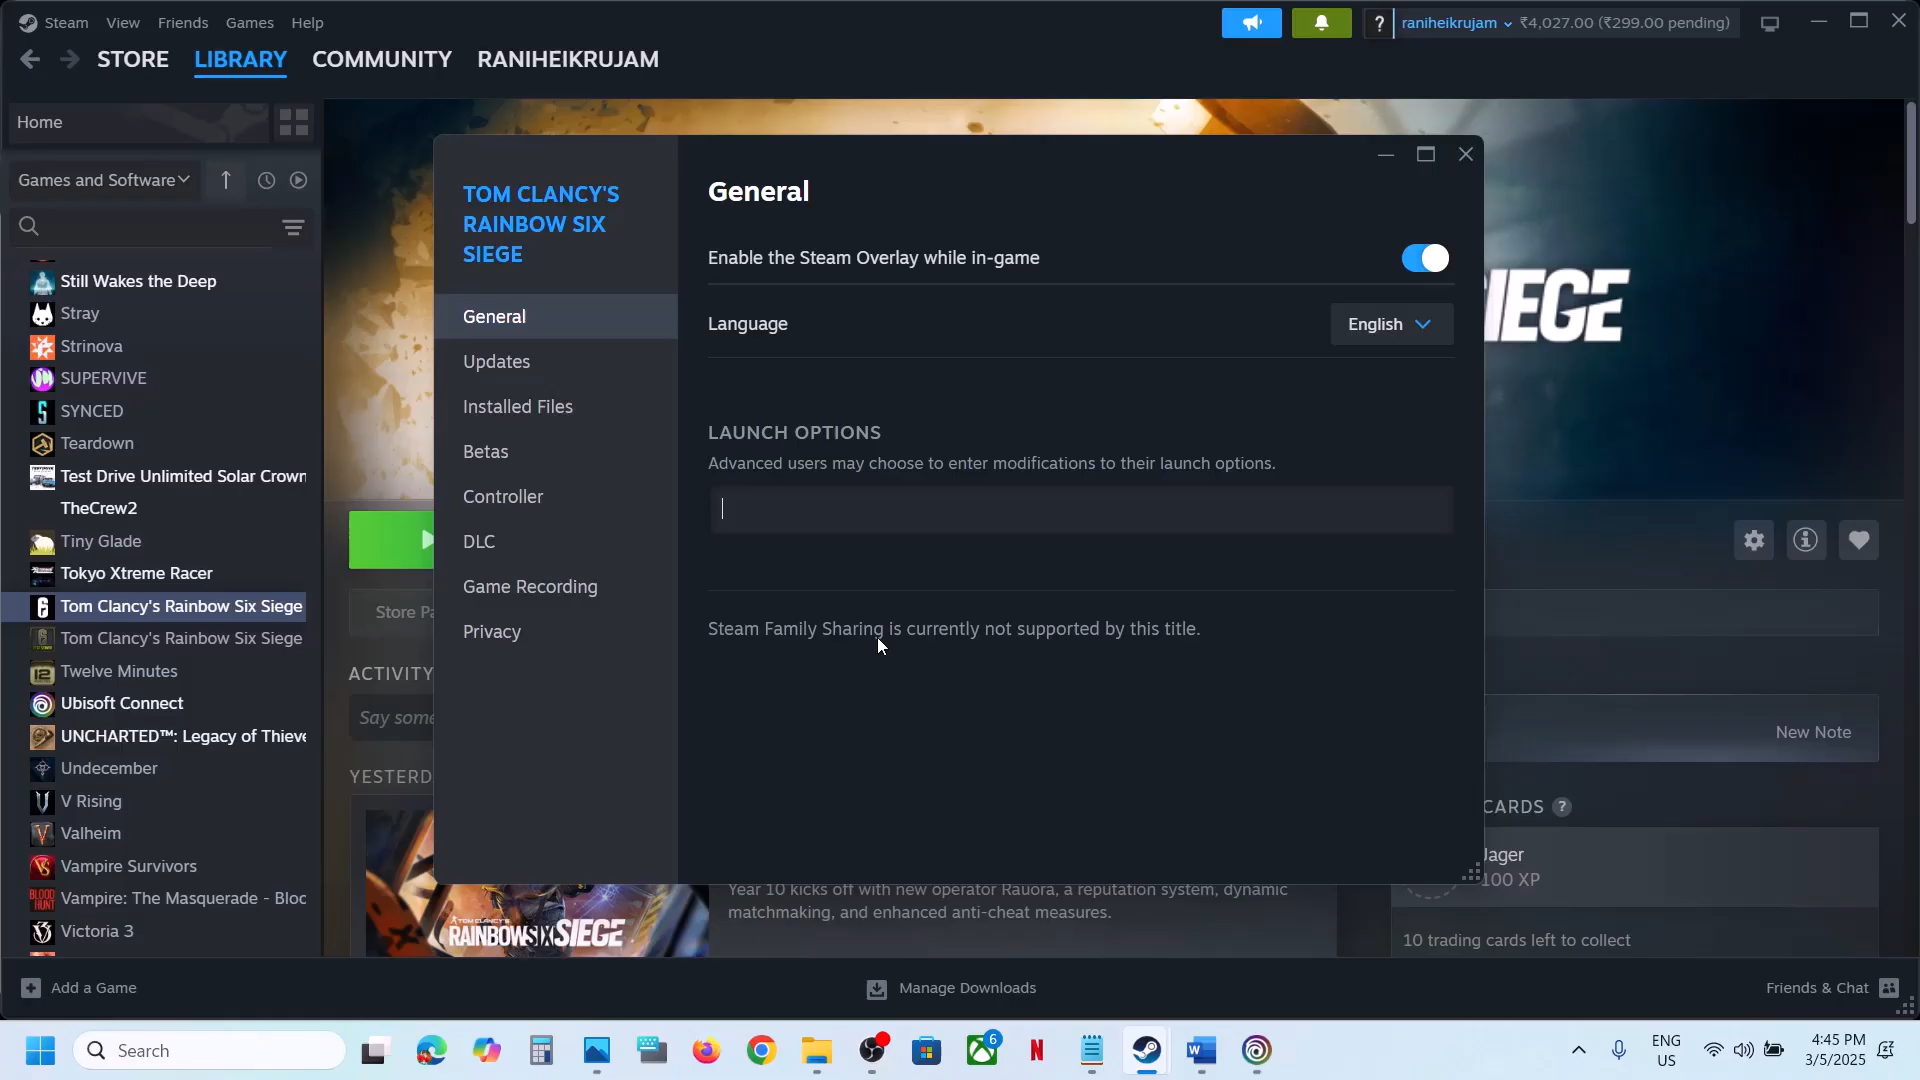 Steam View Friends Games Help
raniheikrujam ₹4,027.00 (₹299.00 pending)
STORE LIBRARY COMMUNITY RANIHEIKRUJAM
Home
Games and Software
Still Wakes the Deep
Stray
Strinova
SUPERVIVE
SYNCED
Teardown
Test Drive Unlimited Solar Crown
TheCrew2
Tiny Glade
Tokyo Xtreme Racer
Tom Clancy's Rainbow Six Siege
Tom Clancy's Rainbow Six Siege
Twelve Minutes
Ubisoft Connect
UNCHARTED™: Legacy of Thieve
Undecember
V Rising
Valheim
Vampire Survivors
Vampire: The Masquerade - Bloo
Victoria 3
TOM CLANCY'S
RAINBOW SIX
SIEGE
General
Updates
Installed Files
Betas
Controller
DLC
Game Recording
Privacy
General
Enable the Steam Overlay while in-game
Language English
LAUNCH OPTIONS
Advanced users may choose to enter modifications to their launch options.
Steam Family Sharing is currently not supported by this title.
IEGE
Store Pa
ACTIVITY
Say some
YESTERD
New Note
CARDS ?
Jager
100 XP
10 trading cards left to collect
Year 10 kicks off with new operator Rauora, a reputation system, dynamic
matchmaking, and enhanced anti-cheat measures.
TOM CLANCY'S
RAINBOWSIX SIEGE
Add a Game
Manage Downloads
Friends & Chat
Search
6
ENG
US
4:45 PM
3/5/2025